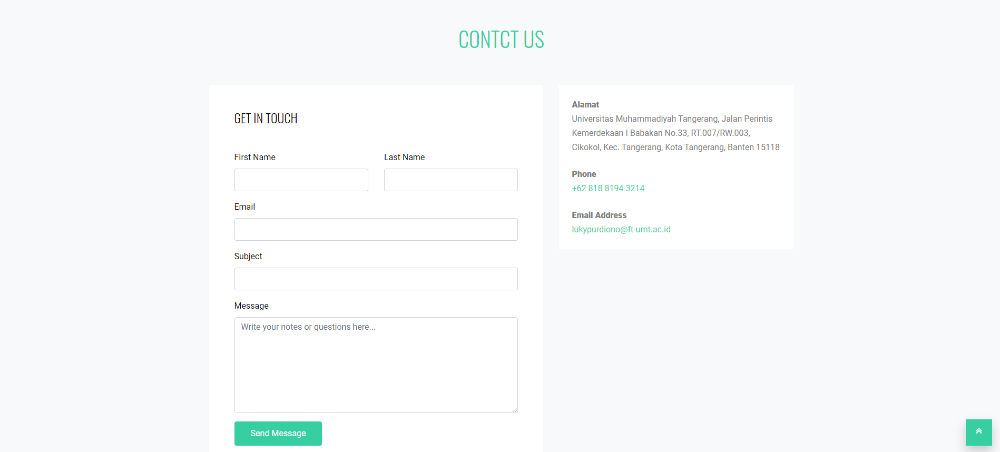 CONTCT US
GET IN TOUCH
First Name
Last Name
Email
Subject
Message
Write your notes or questions here...
Send Message
Alamat
Universitas Muhammadiyah Tangerang, Jalan Perintis
Kemerdekaan I Babakan No.33, RT.007/RW.003,
Cikokol, Kec. Tangerang, Kota Tangerang, Banten 15118
Phone
+62 818 8194 3214
Email Address
lukypurdiono@ft-umt.ac.id